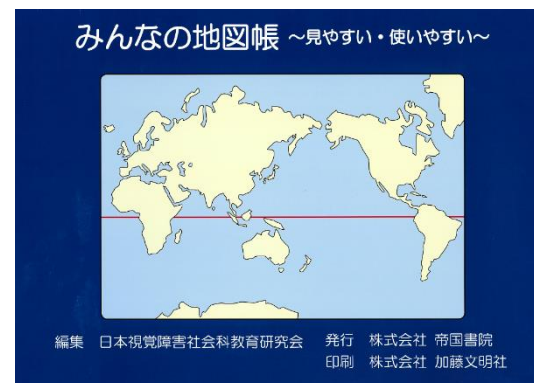 みんなの地図帳 ~見やすい・使いやすい~
編集 日本視覚障害社会科教育研究会
発行 株式会社 帝国書院
印刷 株式会社 加藤文明社